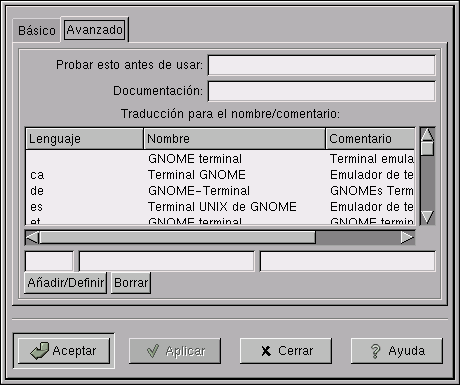 Básico Avanzado
Probar esto antes de usar:
Documentación:
Traducción para el nombre/comentario:
Lenguaje Nombre Comentario
GNOME terminal Terminal emula
ca Terminal GNOME Emulador de te
de GNOME-Terminal GNOMEs Term
es Terminal UNIX de GNOME Emulador de te
et GNOME terminal GNOME termin
Añadir/Definir Borrar
Aceptar Aplicar Cerrar Ayuda